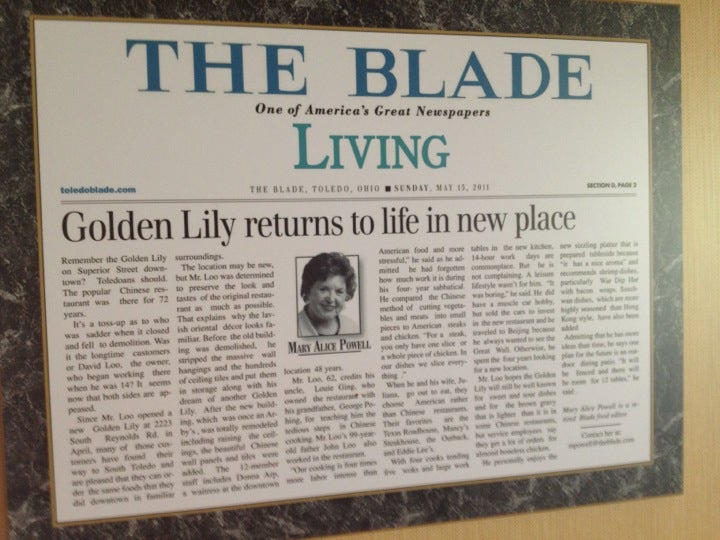 THE BLADE
One of America's Great Newspapers
LIVING
toledoblade.com
THE BLADE, TOLEDO, OHIO ■ SUNDAY, MAY 15, 2011
SECTION D, PAGE 2
Golden Lily returns to life in new place
Remember the Golden Lily
on Superior Street down-
town? Toledoans should.
The popular Chinese res-
taurant was there for 72
years.
It's a toss-up as to who
was sadder when it closed
and fell to demolition. Was
it the longtime customers
or David Loo, the owner,
who began working there
when he was 14? It seems
now that both sides are ap-
peased.
Since Mr. Loo opened a
new Golden Lily at 2223
South Reynolds Rd. in
April, many of those cus-
tomers have found their
way to South Toledo and
are pleased that they can or-
der the same foods that they
did downtown in familiar
surroundings.
The location may be new,
but Mr. Loo was determined
to preserve the look and
tastes of the original restau-
rant as much as possible.
That explains why the lav-
ish oriental décor looks fa-
miliar. Before the old build-
ing was demolished, he
stripped the massive wall
hangings and the hundreds
of ceiling tiles and put them
in storage along with his
dream of another Golden
Lily. After the new build-
ing, which was once an Ar-
by's, was totally remodeled
including raising the ceil-
ings, the beautiful Chinese
wall panels and tiles were
added. The 12-member
staff includes Donna Arp,
a waitress at the downtown
MARY ALICE POWELL
location 48 years.
Mr. Loo, 62, credits his
uncle, Louie Ging, who
owned the restaurant with
his grandfather, George Po-
ling, for teaching him the
tedious steps in Chinese
cooking. Mr. Loo's 99-year-
old father John Loo also
worked in the restaurant.
"Our cooking is four times
more labor intense than
American food and more
stressful," he said as he ad-
mitted he had forgotten
how much work it is during
his four-year sabbatical.
He compared the Chinese
method of cutting vegeta-
bles and meats into small
pieces to American steaks
and chicken. "For a steak,
you only have one slice or
a whole piece of chicken. In
our dishes we slice every-
thing."
When he and his wife, Ju-
liana, go out to eat, they
choose American rather
than Chinese restaurants.
Their favorites are the
Texas Roadhouse, Mancy's
Steakhouse, the Outback,
and Eddie Lee's.
With four cooks tending
five woks and large work
tables in the new kitchen,
14-hour work days are
commonplace. But he is
not complaining. A leisure
lifestyle wasn't for him. "It
was boring," he said. He did
have a muscle car hobby,
but sold the cars to invest
in the new restaurant and he
traveled to Beijing because
he always wanted to see the
Great Wall. Otherwise, he
spent the four years looking
for a new location.
Mr. Loo hopes the Golden
Lily will still be well known
for sweet and sour dishes
and for the brown gravy
that is lighter than it is in
some Chinese restaurants,
but service employees say
they get a lot of orders for
almond boneless chicken.
He personally enjoys the
new sizzling platter that is
prepared tableside because
"it has a nice aroma" and
recommends shrimp dishes,
particularly War Dip Har
with bacon wraps. Szech-
wan dishes, which are more
highly seasoned than Hong
Kong style, have also been
added
Admitting that he has more
ideas than time, he says one
plan for the future is an out-
door dining patio. "It will
be fenced and there will
be room for 12 tables," he
said.
Mary Alice Powell is a re-
tired Blade food editor.
Contact her at:
mpowell@theblade.com